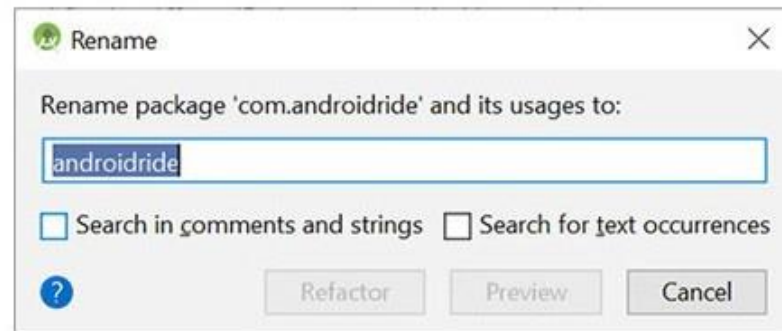 Rename
Rename package 'com.androidride' and its usages to:
androidride
Search in comments and strings Search for text occurrences
? Refactor Preview Cancel